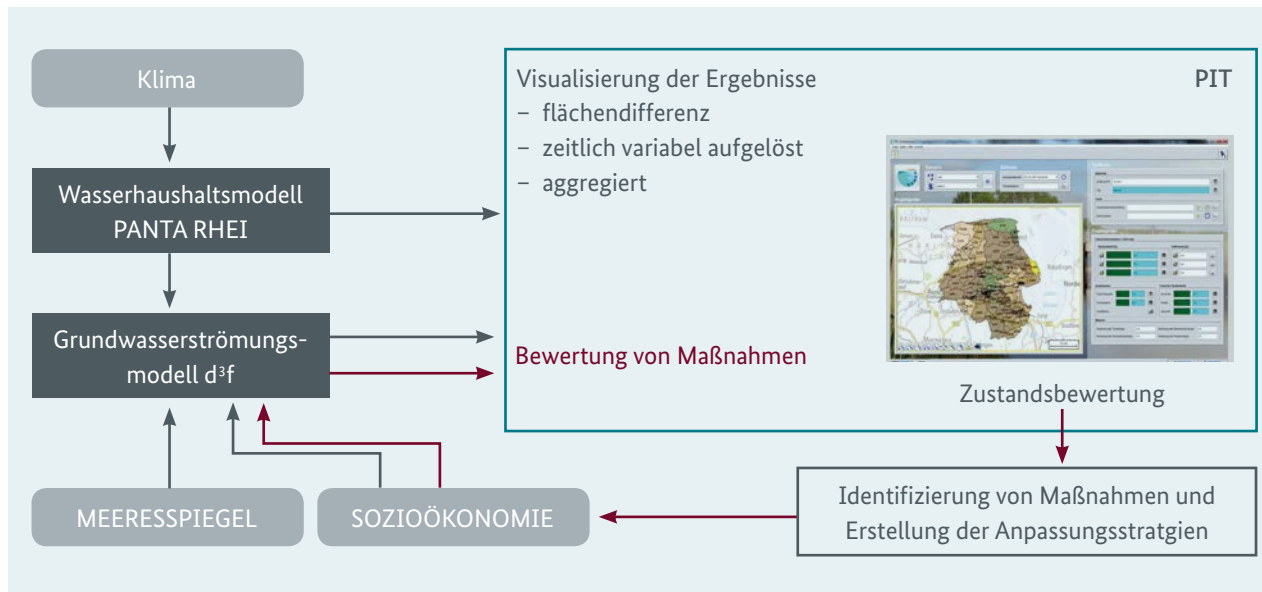 Klima
Wasserhaushaltsmodell
PANTA RHEI
Grundwasserströmungs-
modell d³f
MEERESSPIEGEL
SOZIOÖKONOMIE
Visualisierung der Ergebnisse
– flächendifferenz
– zeitlich variabel aufgelöst
– aggregiert
PIT
Bewertung von Maßnahmen
Zustandsbewertung
Identifizierung von Maßnahmen und
Erstellung der Anpassungsstratgien